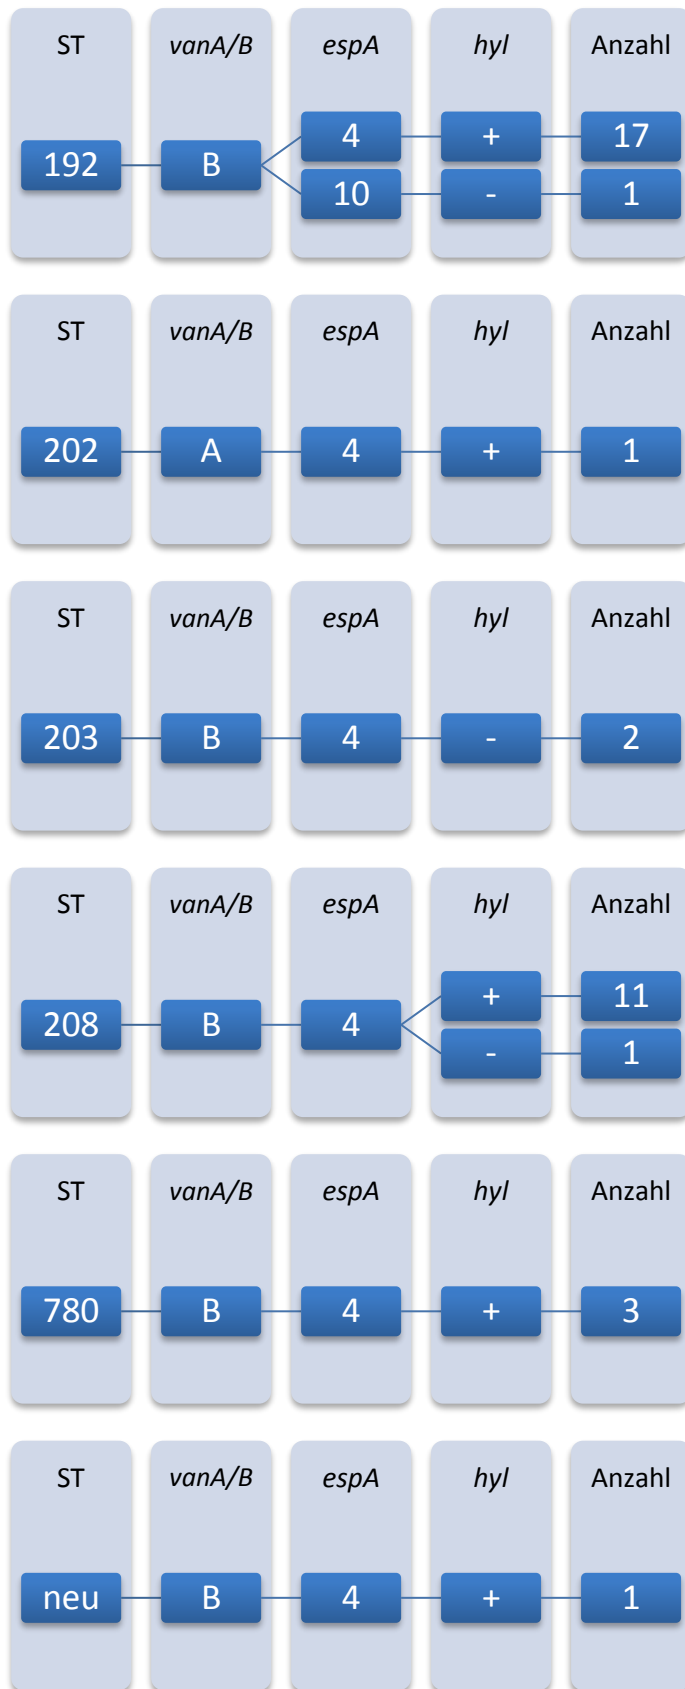 ST vanA/B espA hyl Anzahl
4 + 17
192 B
10 - 1
ST vanA/B espA hyl Anzahl
202 A 4 + 1
ST vanA/B espA hyl Anzahl
203 B 4 - 2
ST vanA/B espA hyl Anzahl
+ 11
208 B 4
- 1
ST vanA/B espA hyl Anzahl
780 B 4 + 3
ST vanA/B espA hyl Anzahl
neu B 4 + 1